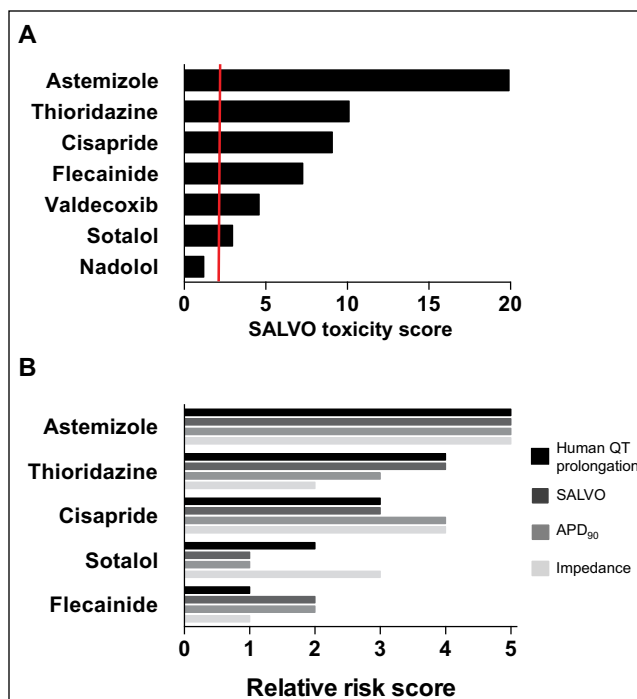 A
Astemizole
Thioridazine
Cisapride
Flecainide
Valdecoxib
Sotalol
Nadolol
0 5 10 15 20
SALVO toxicity score
B
Astemizole
Thioridazine
Cisapride
Sotalol
Flecainide
0 1 2 3 4 5
Relative risk score
Human QT
prolongation
SALVO
APD90
Impedance